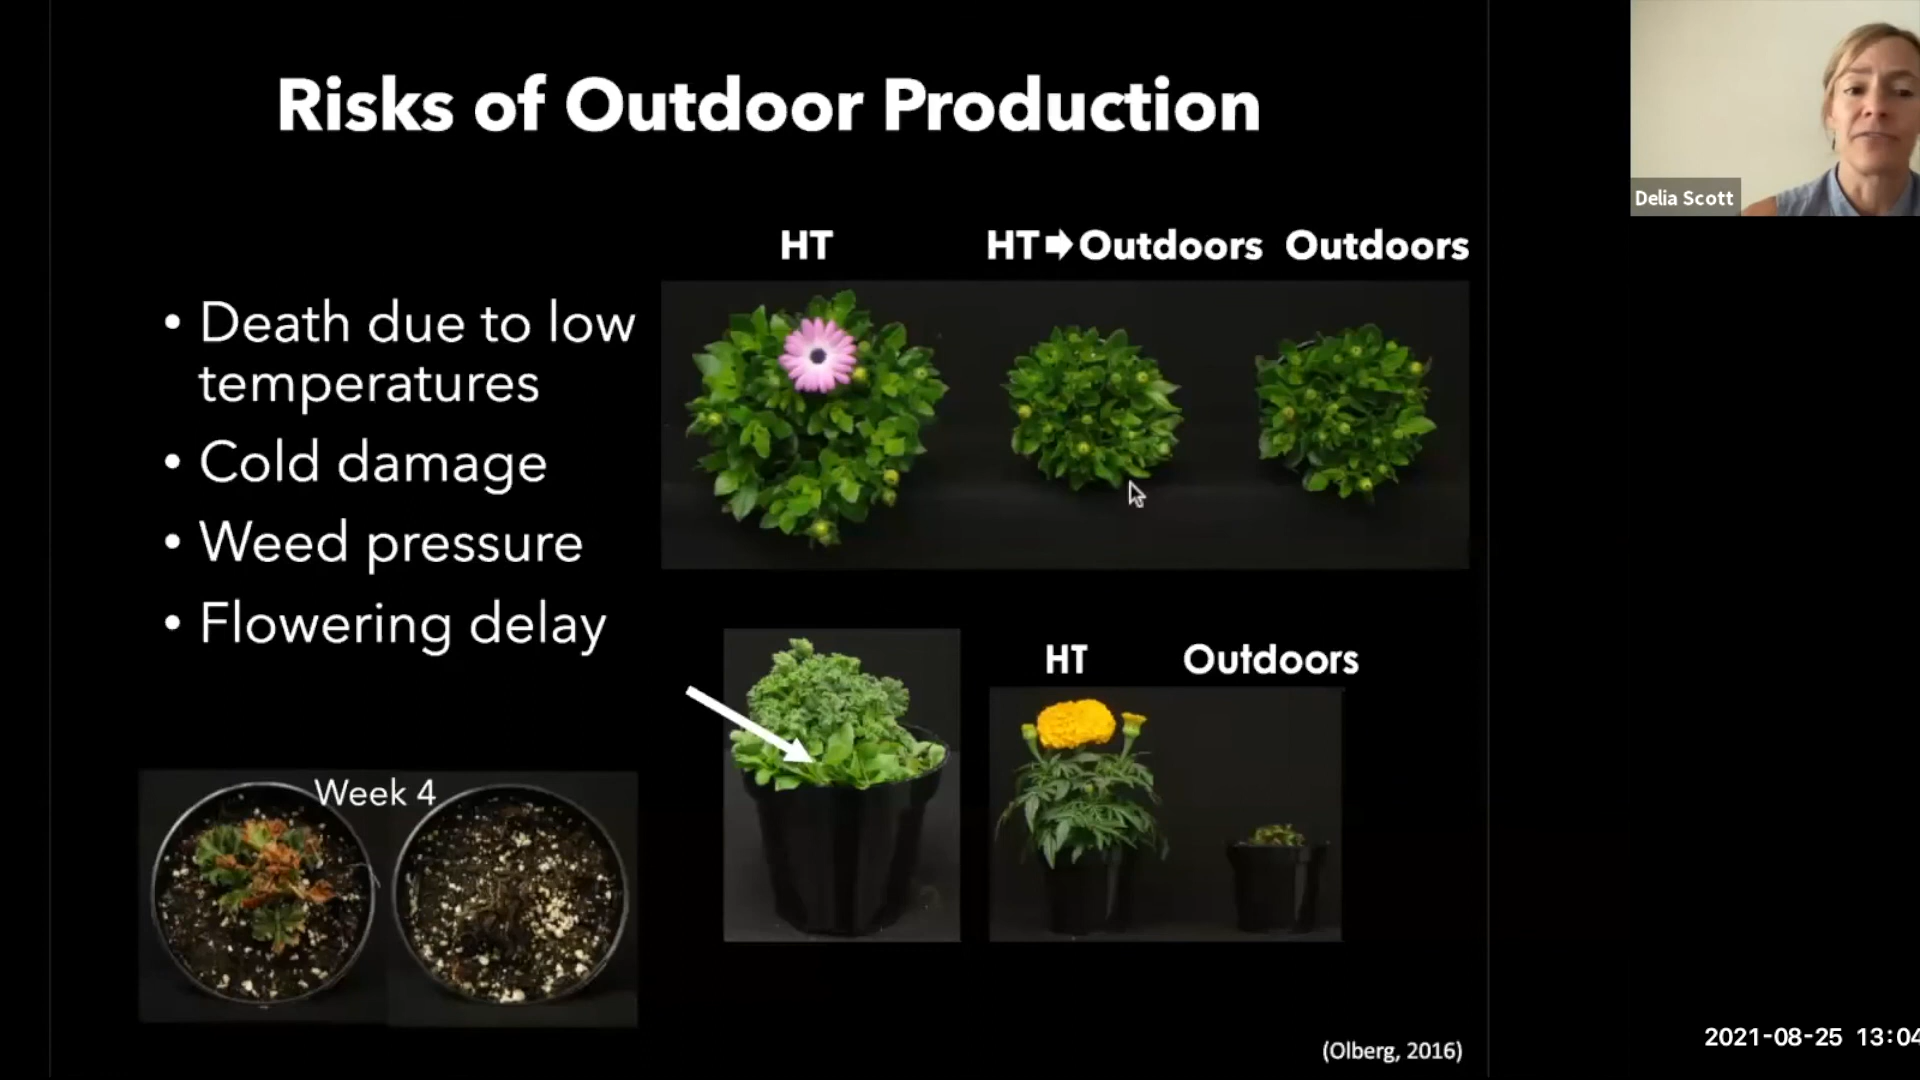 Risks of Outdoor Production
Delia Scott
HT
HT➡Outdoors
Outdoors
• Death due to low
temperatures
• Cold damage
• Weed pressure
• Flowering delay
HT
Outdoors
Week 4
(Olberg, 2016)
2021-08-25 13:04